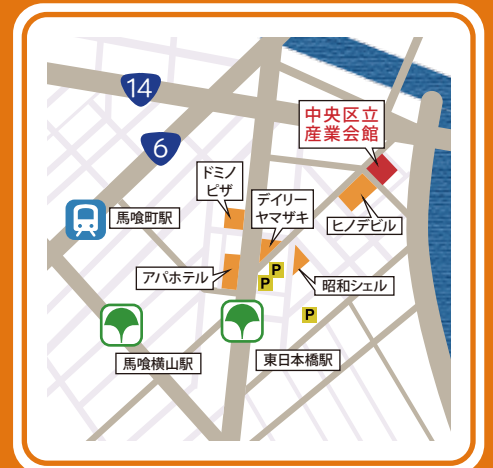 14
6
中央区立
産業会館
ドミノ
ピザ
デイリー
ヤマザキ
馬喰町駅
ヒノデビル
アパホテル
P
P
昭和シェル
P
馬喰横山駅
東日本橋駅